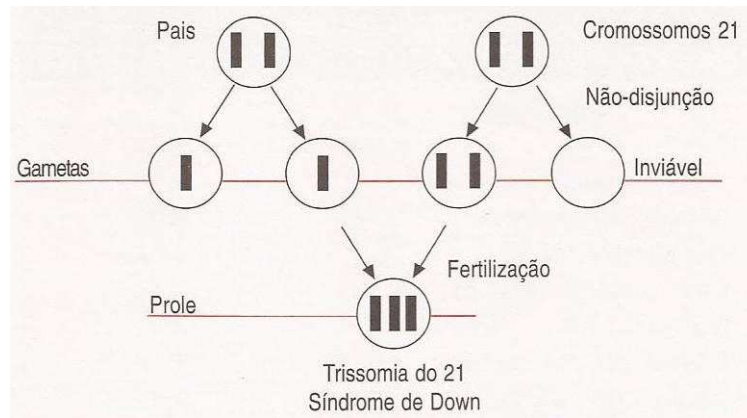 Pais
Cromossomos 21
Não-disjunção
Gametas
Inviável
Fertilização
Prole
Trissomia do 21
Síndrome de Down